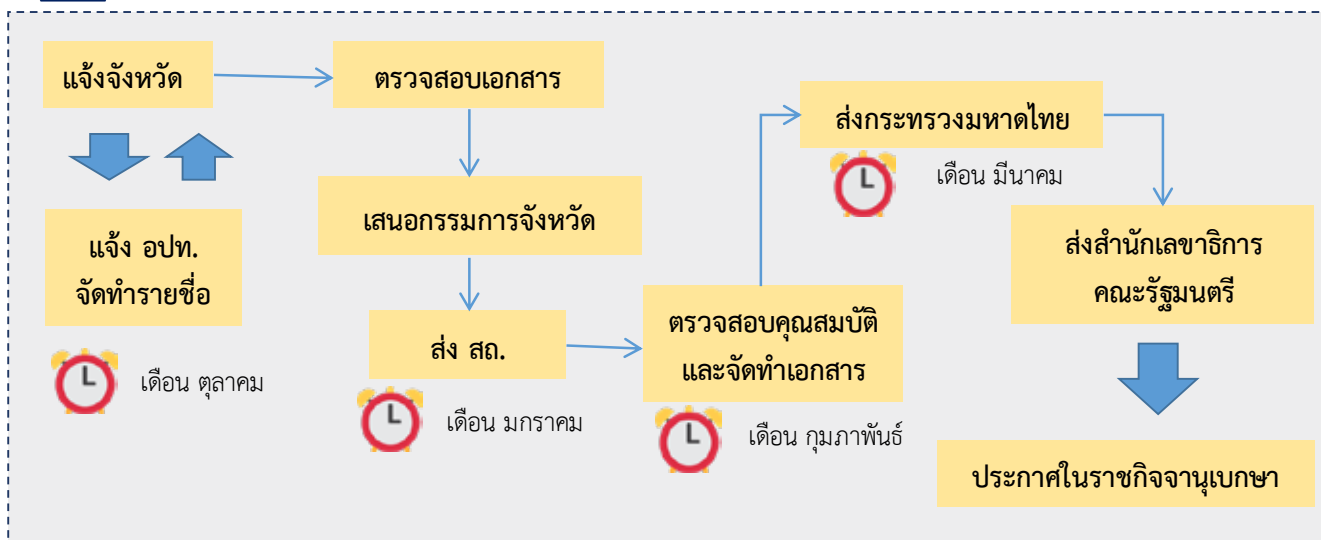 แจ้งจังหวัด
ตรวจสอบเอกสาร
ส่งกระทรวงมหาดไทย
เดือน มีนาคม
แจ้ง อปท.
จัดทำรายชื่อ
เดือน ตุลาคม
เสนอกรรมการจังหวัด
ส่ง สถ.
เดือน มกราคม
ตรวจสอบคุณสมบัติ
และจัดทำเอกสาร
เดือน กุมภาพันธ์
ส่งสำนักเลขาธิการ
คณะรัฐมนตรี
ประกาศในราชกิจจานุเบกษา